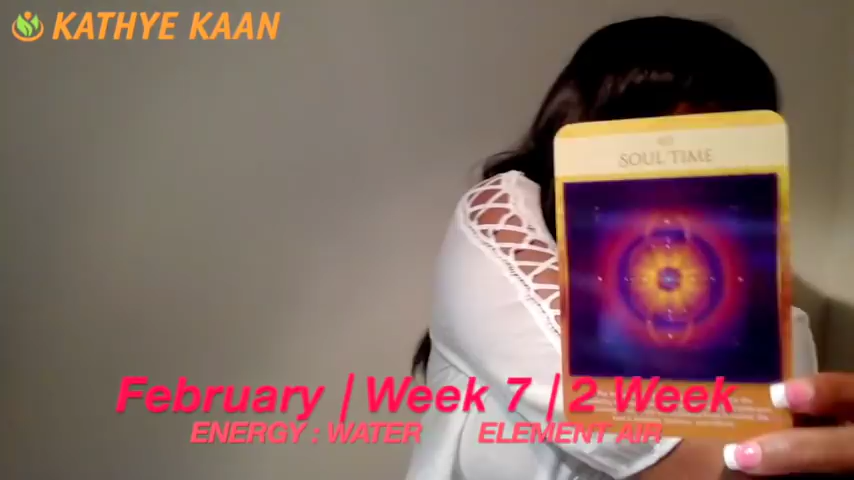 KATHYE KAAN
SOUL TIME
February | Week 7 | 2 Week
ENERGY : WATER ELEMENT AIR